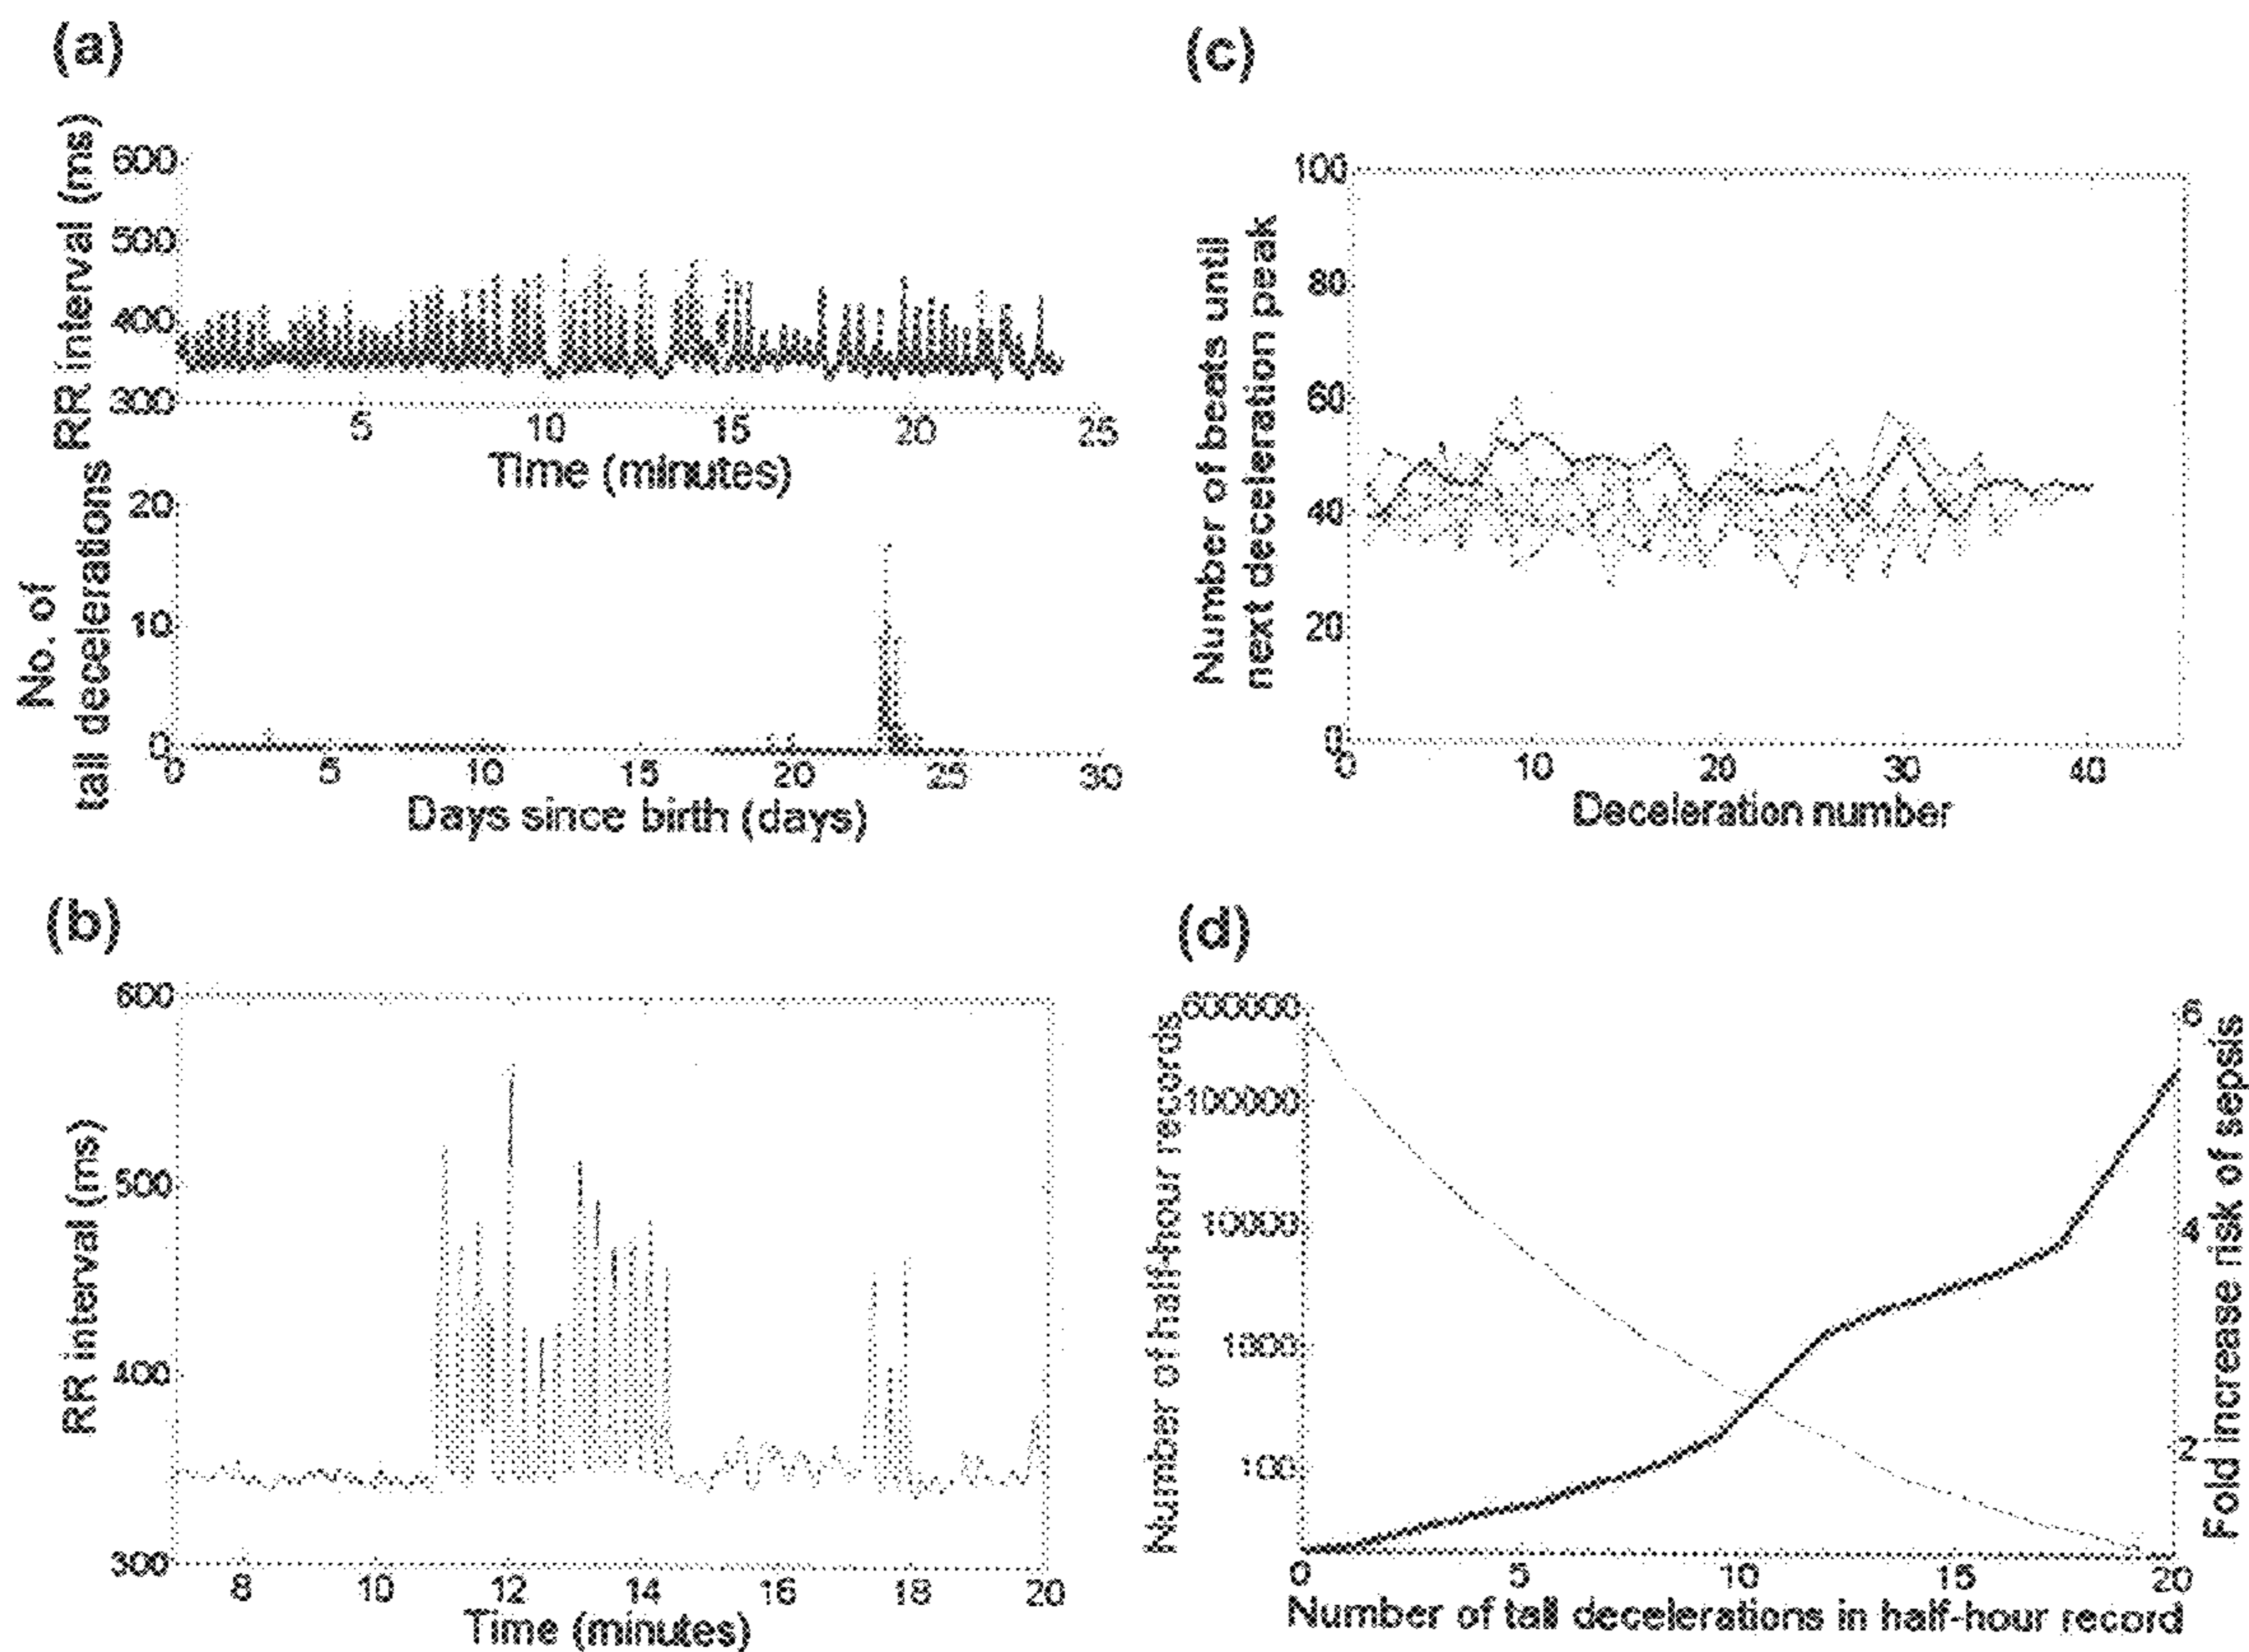 (a)
RR interval (ms)
600
500
400
300
5 10 15 20 25
Time (minutes)
No. of
tall decelerations
20
10
0
0 5 10 15 20 25 30
Days since birth (days)
(b)
RR interval (ms)
600
500
400
300
8 10 12 14 16 18 20
Time (minutes)
(c)
Number of beats until
next deceleration peak
100
80
60
40
20
0
0 10 20 30 40
Deceleration number
(d)
Number of half-hour records
600000
100000
10000
1000
100
Fold increase risk of sepsis
6
4
2
0 5 10 15 20
Number of tall decelerations in half-hour record